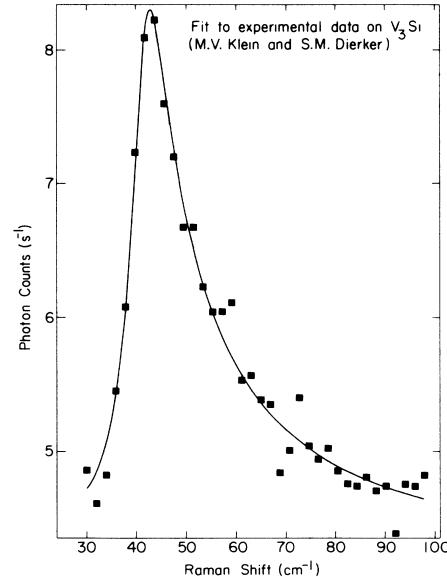 Fit to experimental data on V₃Si
(M.V. Klein and S.M. Dierker)
8
7
6
5
Photon Counts (s⁻¹)
30 40 50 60 70 80 90 100
Raman Shift (cm⁻¹)